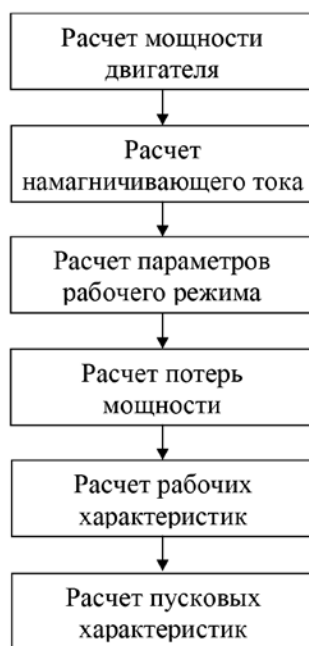 Расчет мощности
двигателя
Расчет
намагничивающего тока
Расчет параметров
рабочего режима
Расчет потерь
мощности
Расчет рабочих
характеристик
Расчет пусковых
характеристик